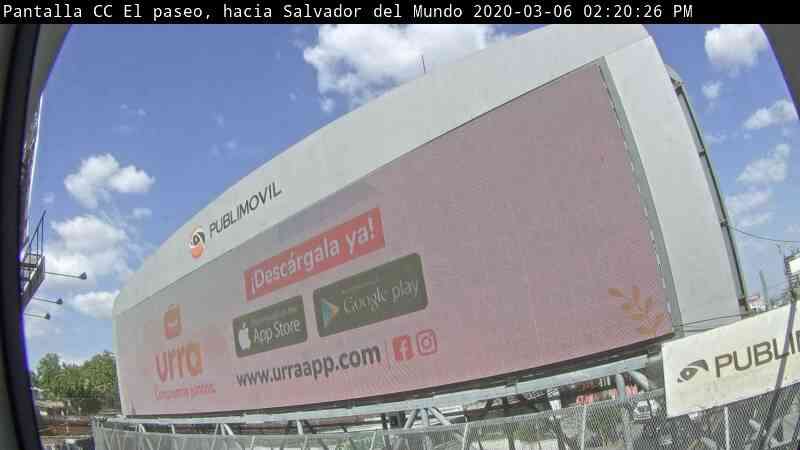 Pantalla CC El paseo, hacia Salvador del Mundo 2020-03-06 02:20:26 PM
PUBLIMOVIL
¡Descárgala ya!
App Store
Google play
urra
www.urraapp.com
PUBLIM